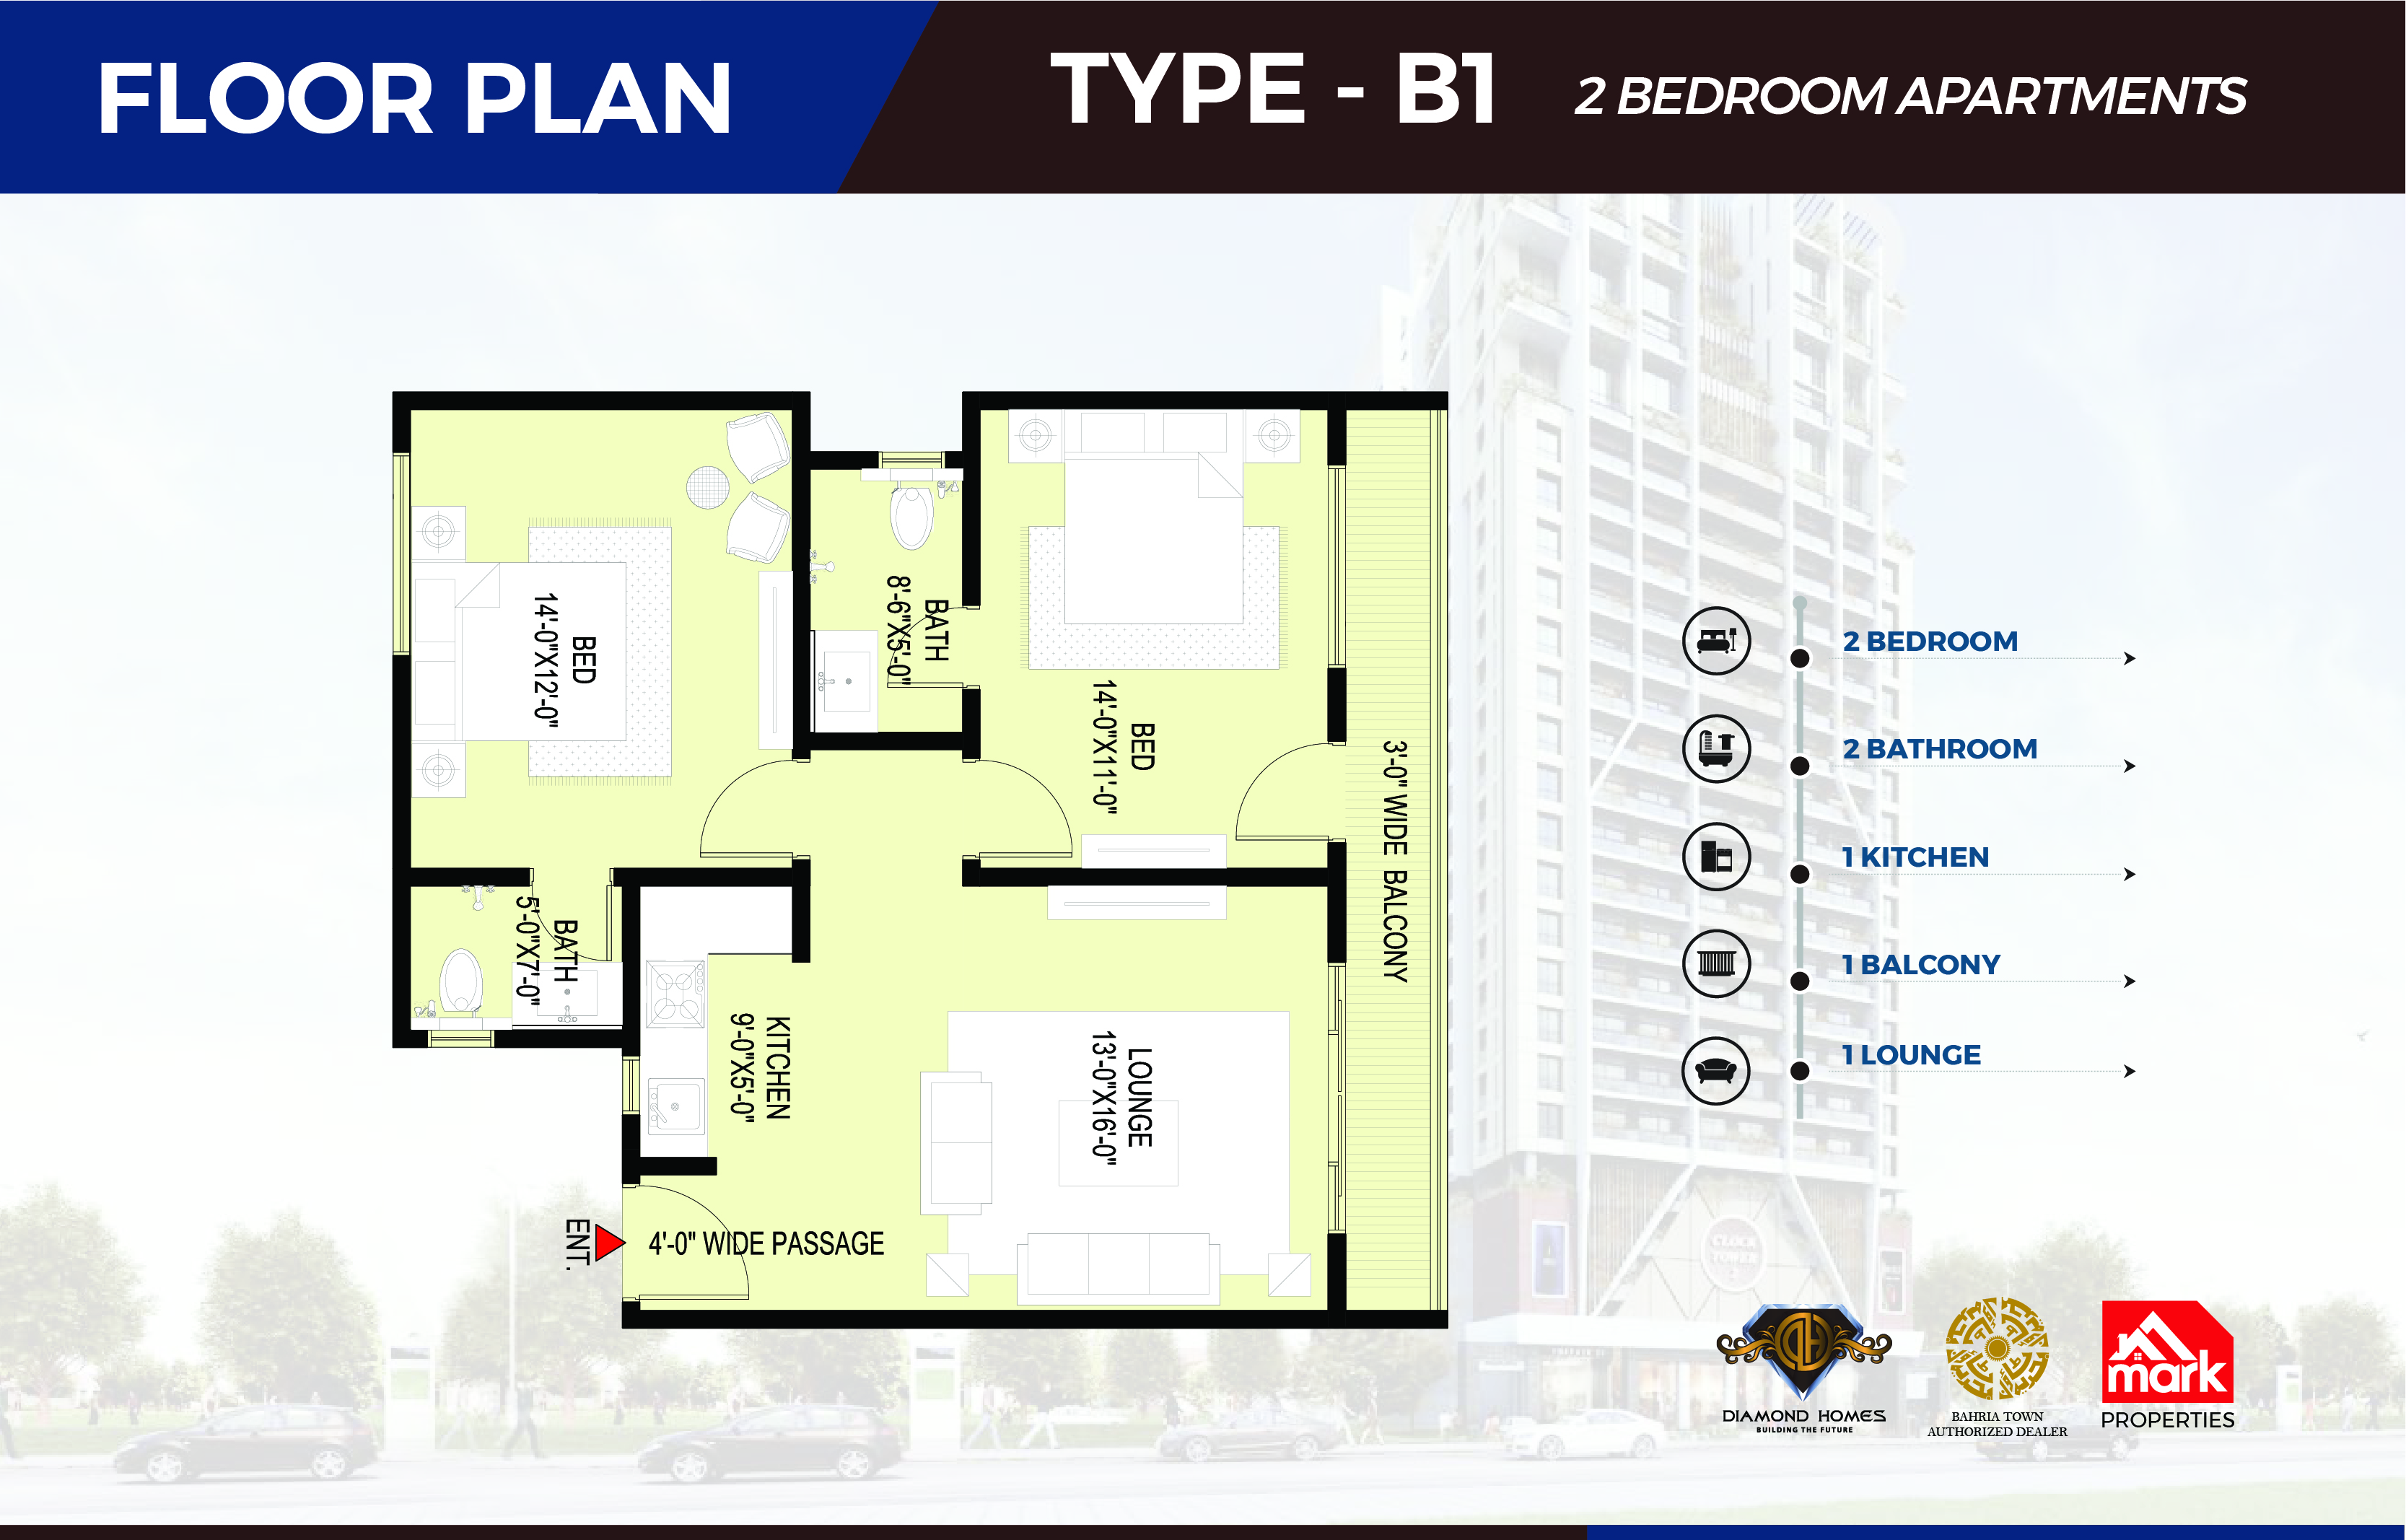 FLOOR PLAN
TYPE - B1
2 BEDROOM APARTMENTS
BED
14'-0"X12'-0"
BATH
8'-6"X5'-0"
BED
14'-0"X11'-0"
3'-0" WIDE BALCONY
BATH
5'-0"X7'-0"
KITCHEN
9'-0"X5'-0"
LOUNGE
13'-0"X16'-0"
ENT.
4'-0" WIDE PASSAGE
2 BEDROOM
2 BATHROOM
1 KITCHEN
1 BALCONY
1 LOUNGE
CLOCK
TOWER
DIAMOND HOMES
BUILDING THE FUTURE
BAHRIA TOWN
AUTHORIZED DEALER
mark
PROPERTIES